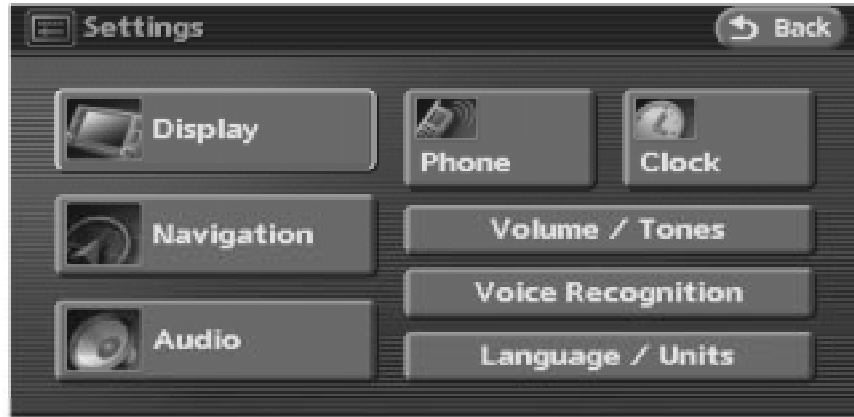 Settings
Back
Display
Phone
Clock
Navigation
Volume / Tones
Voice Recognition
Audio
Language / Units